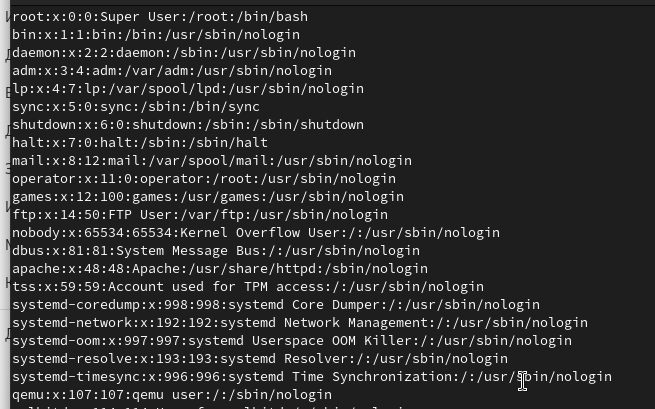 root:x:0:0:Super User:/root:/bin/bash
bin:x:1:1:bin:/bin:/usr/sbin/nologin
daemon:x:2:2:daemon:/sbin:/usr/sbin/nologin
adm:x:3:4:adm:/var/adm:/usr/sbin/nologin
lp:x:4:7:lp:/var/spool/lpd:/usr/sbin/nologin
sync:x:5:0:sync:/sbin:/bin/sync
shutdown:x:6:0:shutdown:/sbin:/sbin/shutdown
halt:x:7:0:halt:/sbin:/sbin/halt
mail:x:8:12:mail:/var/spool/mail:/usr/sbin/nologin
operator:x:11:0:operator:/root:/usr/sbin/nologin
games:x:12:100:games:/usr/games:/usr/sbin/nologin
ftp:x:14:50:FTP User:/var/ftp:/usr/sbin/nologin
nobody:x:65534:65534:Kernel Overflow User:/:/usr/sbin/nologin
dbus:x:81:81:System Message Bus:/:/usr/sbin/nologin
apache:x:48:48:Apache:/usr/share/httpd:/sbin/nologin
tss:x:59:59:Account used for TPM access:/:/usr/sbin/nologin
systemd-coredump:x:998:998:systemd Core Dumper:/:/usr/sbin/nologin
systemd-network:x:192:192:systemd Network Management:/:/usr/sbin/nologin
systemd-oom:x:997:997:systemd Userspace OOM Killer:/:/usr/sbin/nologin
systemd-resolve:x:193:193:systemd Resolver:/:/usr/sbin/nologin
systemd-timesync:x:996:996:systemd Time Synchronization:/:/usr/sbin/nologin
qemu:x:107:107:qemu user:/:/usr/sbin/nologin